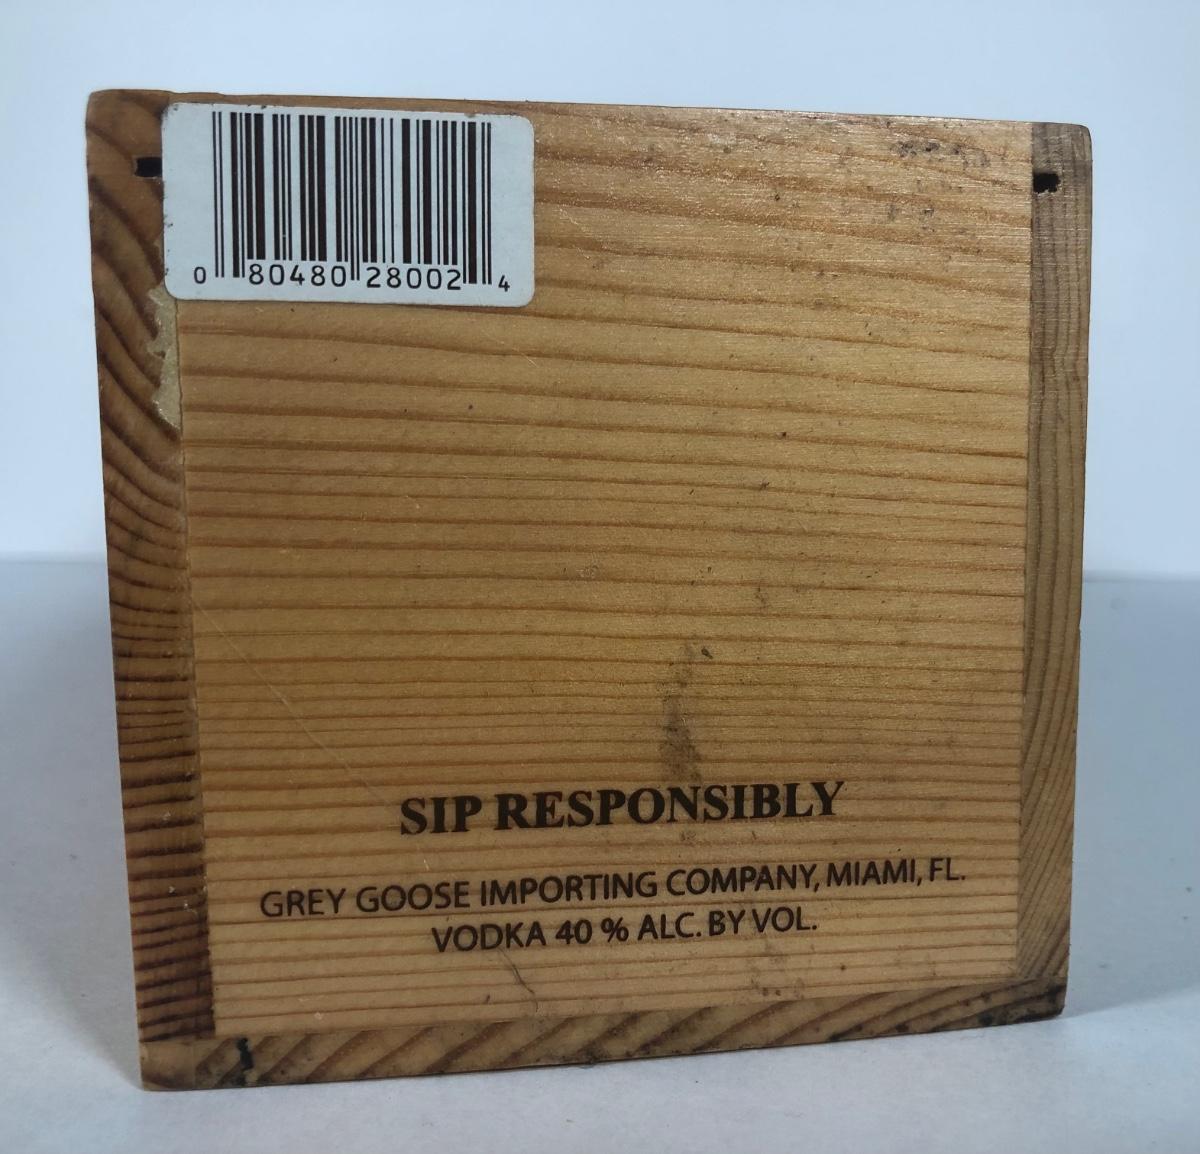 0 80480 28002 4
SIP RESPONSIBLY
GREY GOOSE IMPORTING COMPANY, MIAMI, FL.
VODKA 40 % ALC. BY VOL.